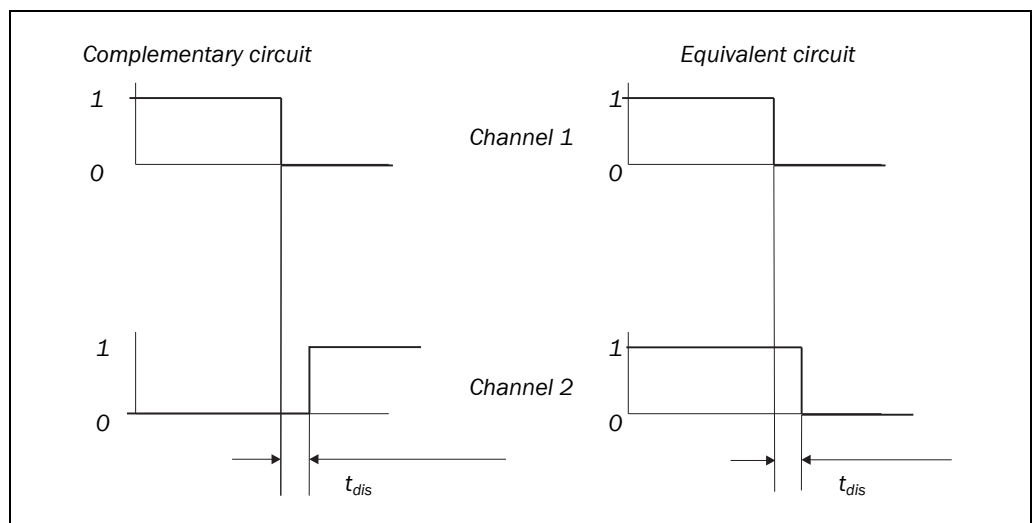 Complementary circuit
Equivalent circuit
1
0
Channel 1
1
0
1
0
Channel 2
1
0
tdis
tdis